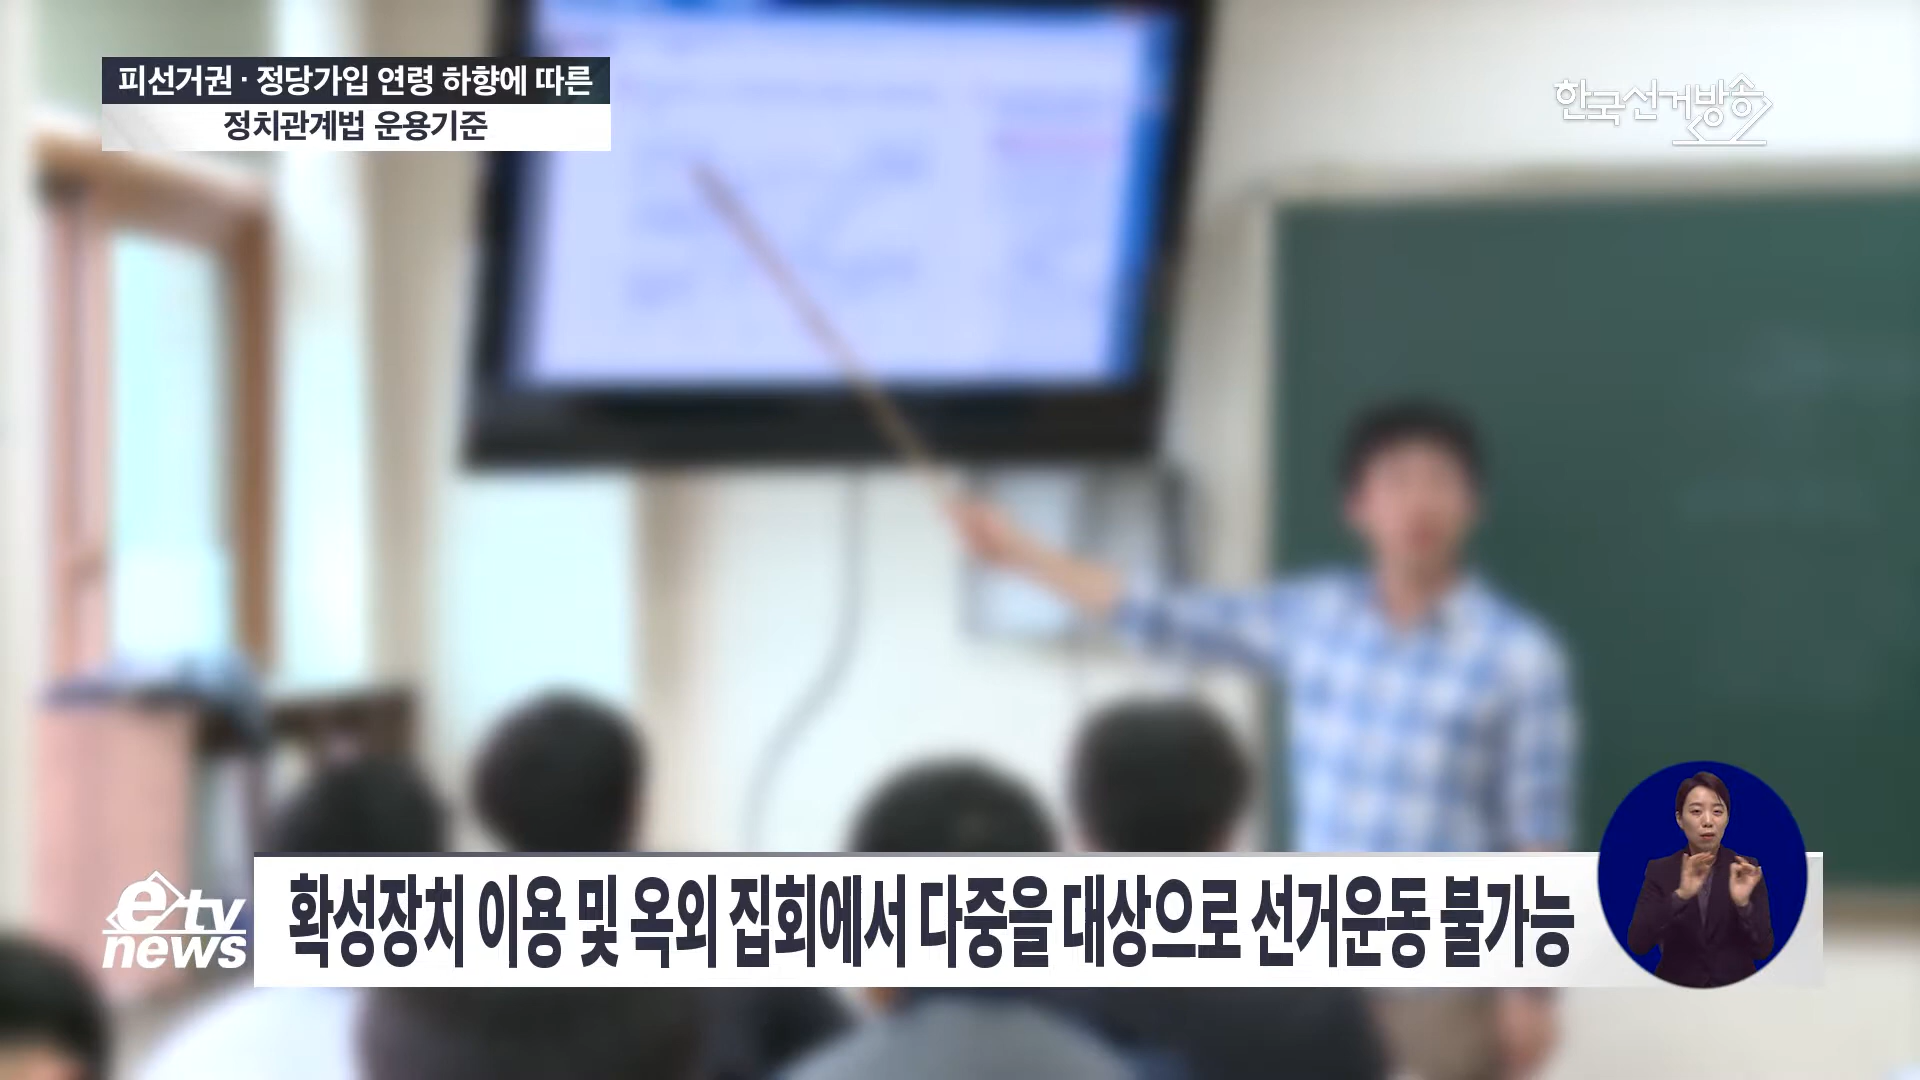 피선거권·정당가입 연령 하향에 따른
정치관계법 운용기준
한국선거방송
etv
news
확성장치 이용 및 옥외 집회에서 다중을 대상으로 선거운동 불가능